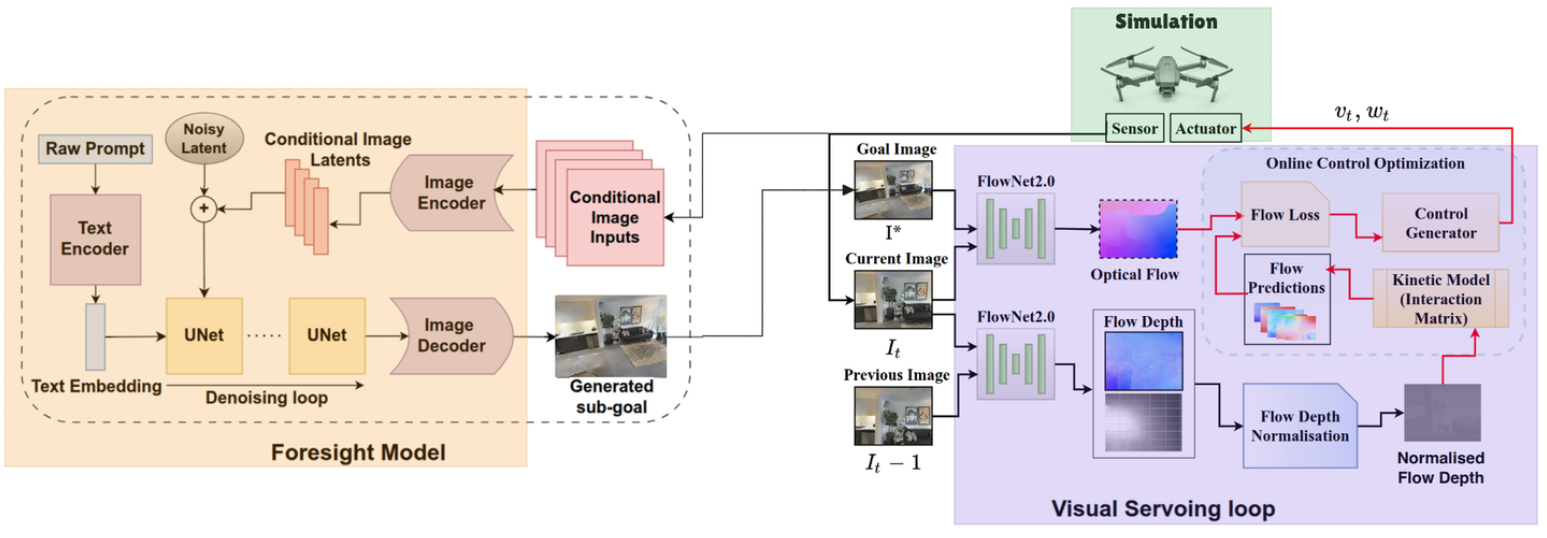 Simulation
Sensor
Actuator
v_t, w_t
Raw Prompt
Noisy
Latent
Conditional Image
Latents
Image
Encoder
Conditional
Image
Inputs
+
Text
Encoder
UNet
.....
UNet
Image
Decoder
Text Embedding
Denoising loop
Generated
sub-goal
Foresight Model
Goal Image
I*
Current Image
I_t
Previous Image
I_t − 1
FlowNet2.0
Optical Flow
FlowNet2.0
Flow Depth
Online Control Optimization
Flow Loss
Control
Generator
Flow
Predictions
Kinetic Model
(Interaction
Matrix)
Flow Depth
Normalisation
Normalised
Flow Depth
Visual Servoing loop